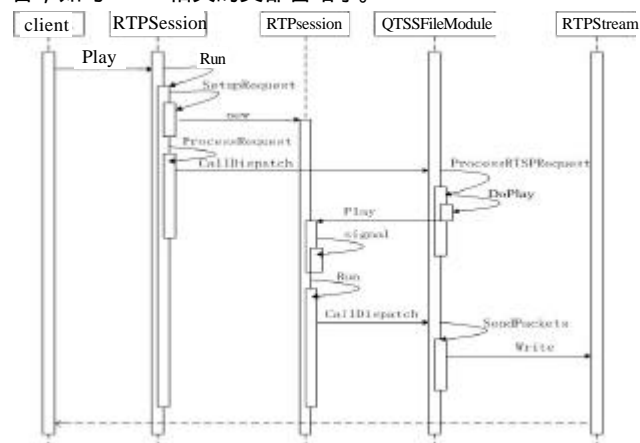 client RTPSession RTPsession QTSSFileModule RTPStream
Play
Run
SetupRequest
new
ProcessRequest
CallDispatch
ProcessRTSPRequest
DoPlay
Play
signal
Run
CallDispatch
SendPackets
Write